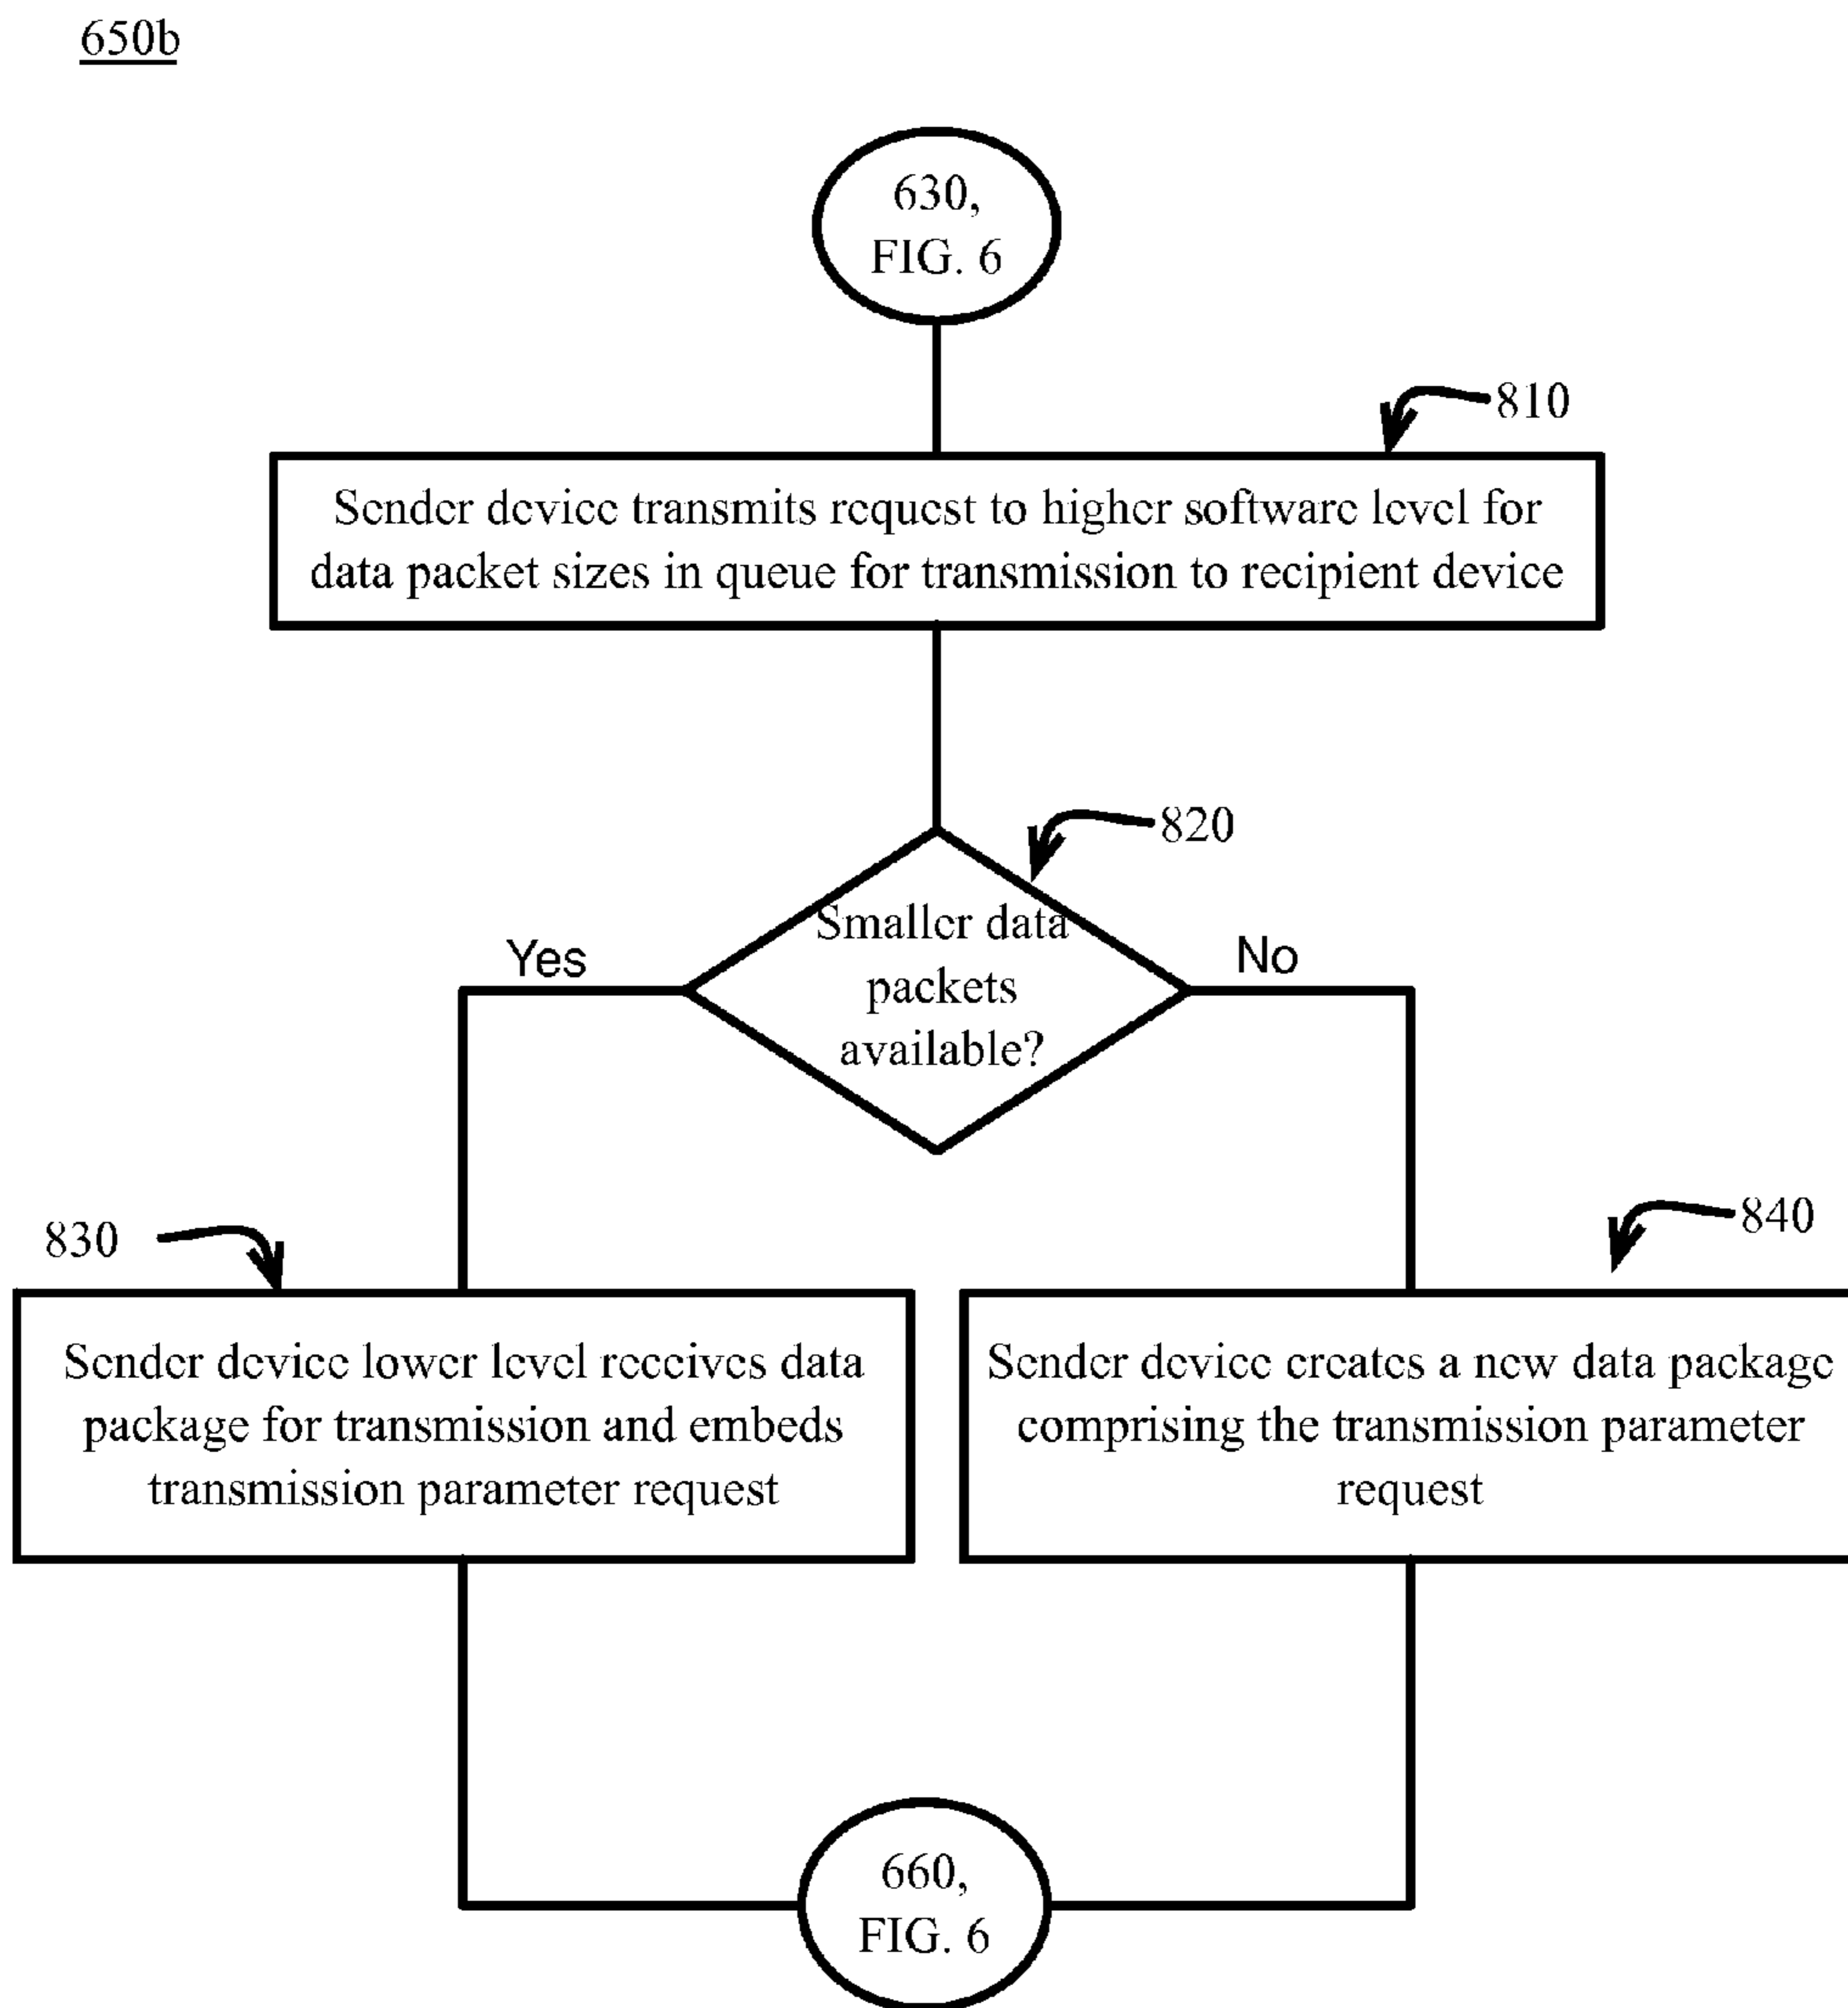 650b
630,
FIG. 6
810
Sender device transmits request to higher software level for
data packet sizes in queue for transmission to recipient device
820
Smaller data
packets
available?
Yes
No
830
840
Sender device lower level receives data
package for transmission and embeds
transmission parameter request
Sender device creates a new data package
comprising the transmission parameter
request
660,
FIG. 6